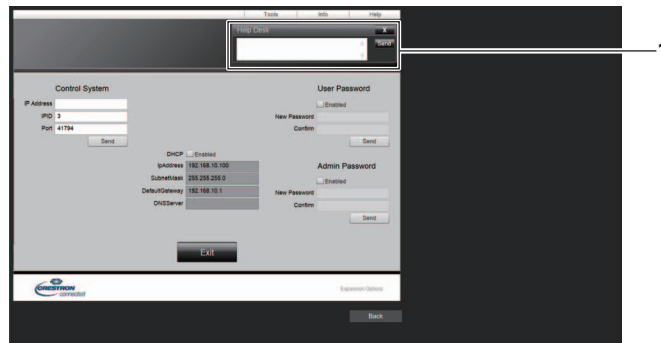 Tools Info Help
Help Desk X
Send
1
Control System
IP Address
IPID 3
Port 41794
Send
User Password
Enabled
New Password
Confirm
Send
DHCP Enabled
IpAddress 192.168.10.100
SubnetMask 255.255.255.0
DefaultGateway 192.168.10.1
DNSServer
Admin Password
Enabled
New Password
Confirm
Send
Exit
CRESTRON
connected
Expansion Options
Back